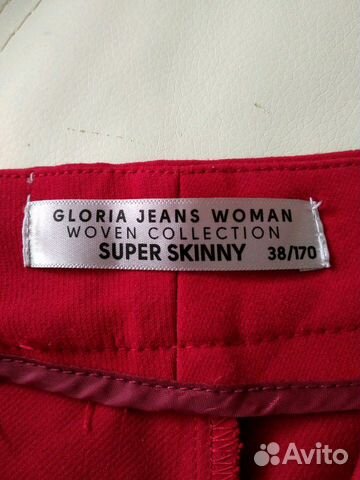 GLORIA JEANS WOMAN
WOVEN COLLECTION
SUPER SKINNY 38/170
Avito